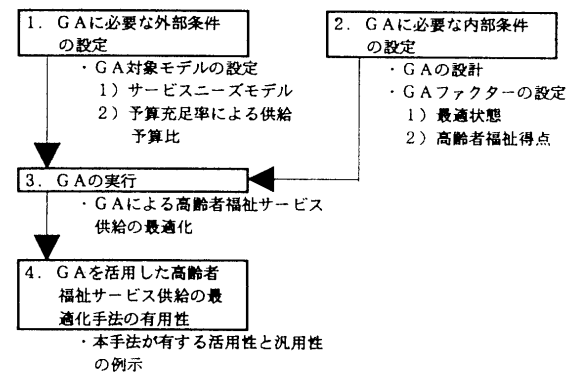 1. GAに必要な外部条件
の設定
・GA対象モデルの設定
1)サービスニーズモデル
2)予算充足率による供給
予算比
2. GAに必要な内部条件
の設定
・GAの設計
・GAファクターの設定
1)最適状態
2)高齢者福祉得点
3. GAの実行
・GAによる高齢者福祉サービス
供給の最適化
4. GAを活用した高齢者
福祉サービス供給の最
適化手法の有用性
・本手法が有する活用性と汎用性
の例示